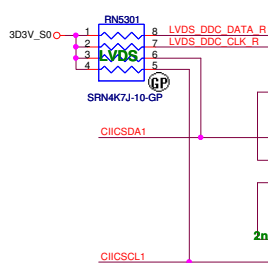 RN5301
3D3V_S0
1
8
LVDS_DDC_DATA_R
2
7
LVDS_DDC_CLK_R
3
6
4
5
LVDS
GP
SRN4K7J-10-GP
CIICSDA1
2n
CIICSCL1